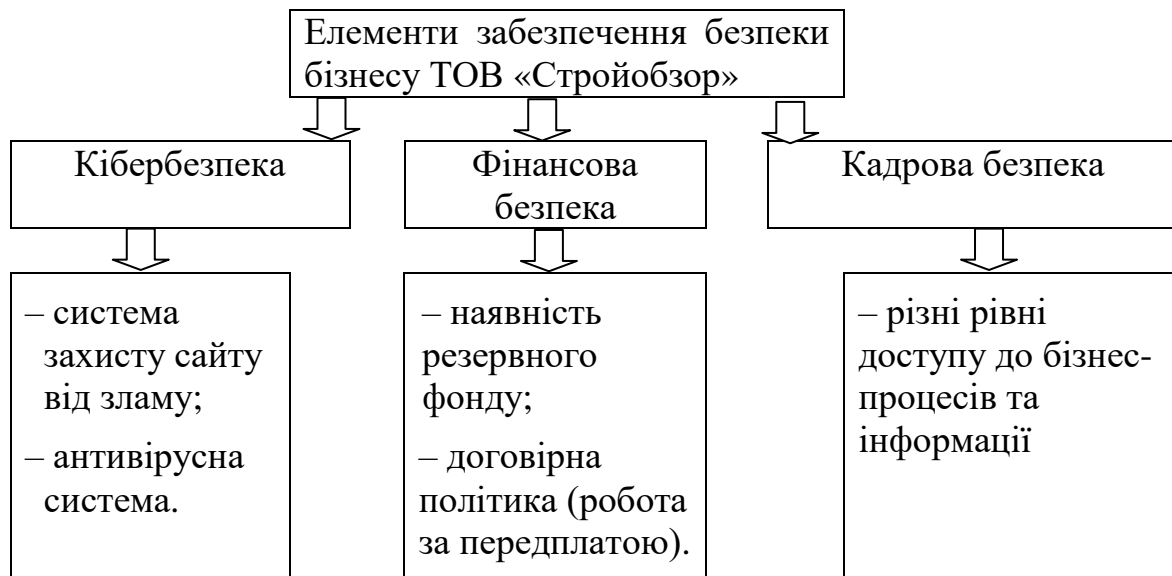 Елементи забезпечення безпеки
бізнесу ТОВ «Стройобзор»
Кібербезпека
Фінансова
безпека
Кадрова безпека
– система
захисту сайту
від зламу;
– антивірусна
система.
– наявність
резервного
фонду;
– договірна
політика (робота
за передплатою).
– різні рівні
доступу до бізнес-
процесів та
інформації